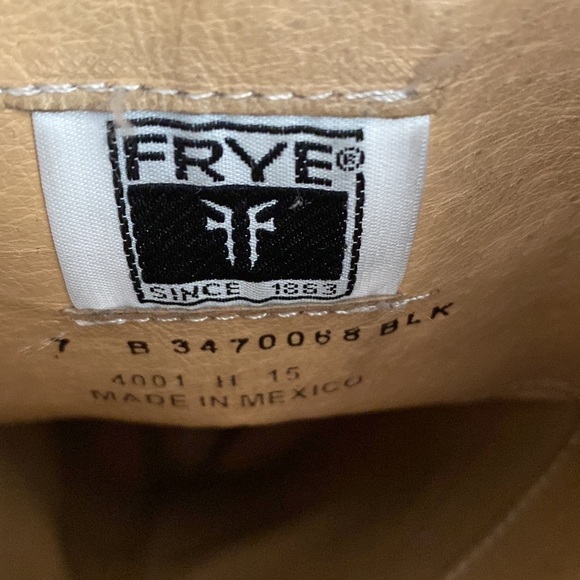 FRYE®
SINCE 1863
7 B 3470068 BLK
4001 H 15
MADE IN MEXICO